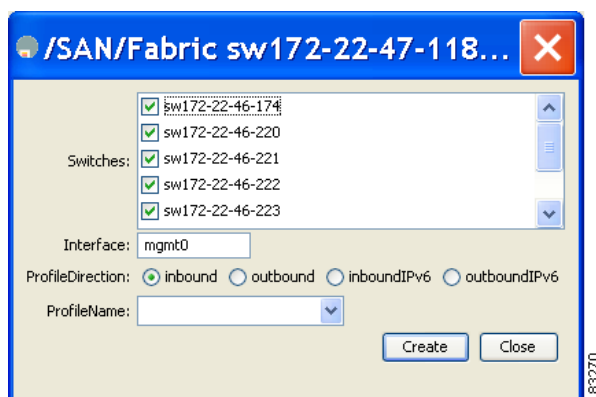 /SAN/Fabric sw172-22-47-118...
sw172-22-46-174
sw172-22-46-220
Switches: sw172-22-46-221
sw172-22-46-222
sw172-22-46-223
Interface: mgmt0
ProfileDirection: inbound outbound inboundIPv6 outboundIPv6
ProfileName:
Create Close
83270